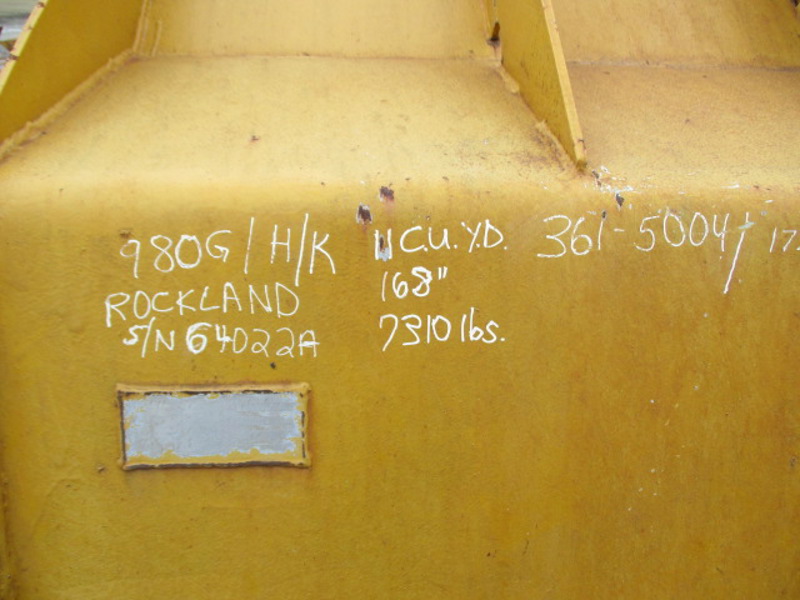 980G/H/K 11 C.U.Y.D. 361-5004/
ROCKLAND 168"
S/N 64022A 7310 lbs.